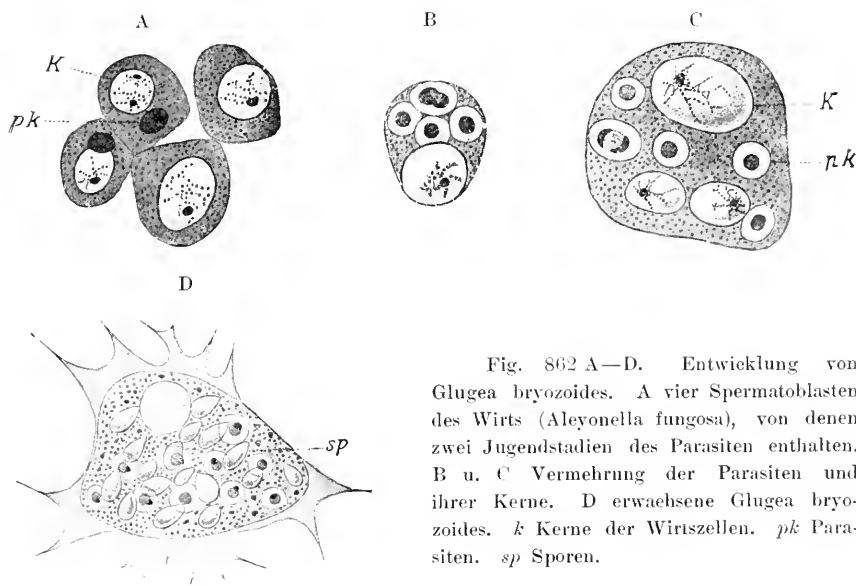 A
B
C
K
pk
K
pk
D
sp
Fig. 862 A—D. Entwicklung von
Glugea bryozoides. A vier Spermatoblasten
des Wirts (Alcyonella fungosa), von denen
zwei Jugendstadien des Parasiten enthalten.
B u. C Vermehrung der Parasiten und
ihrer Kerne. D erwachsene Glugea bryo-
zoides. k Kerne der Wirtszellen. pk Para-
siten. sp Sporen.